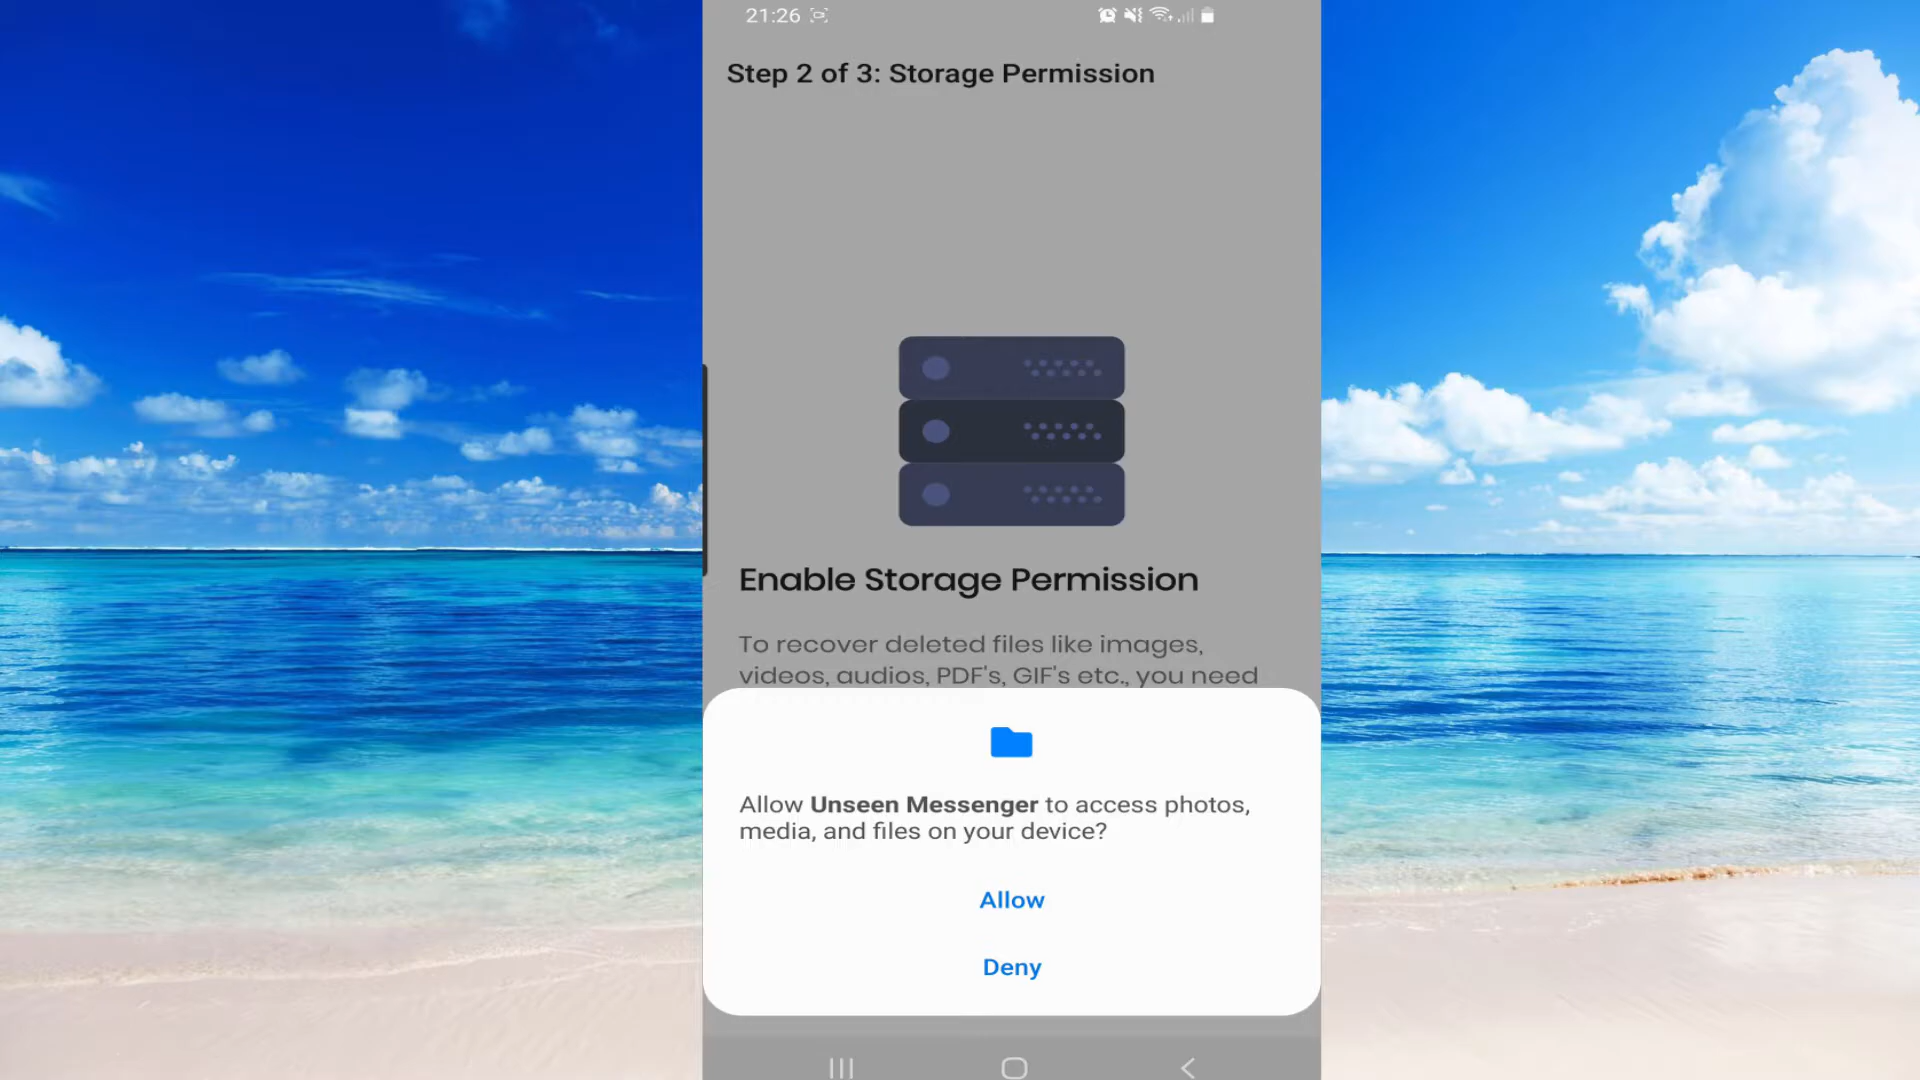 21:26
Step 2 of 3: Storage Permission
Enable Storage Permission
To recover deleted files like images,
videos, audios, PDF's, GIF's etc., you need
Allow Unseen Messenger to access photos,
media, and files on your device?
Allow
Deny